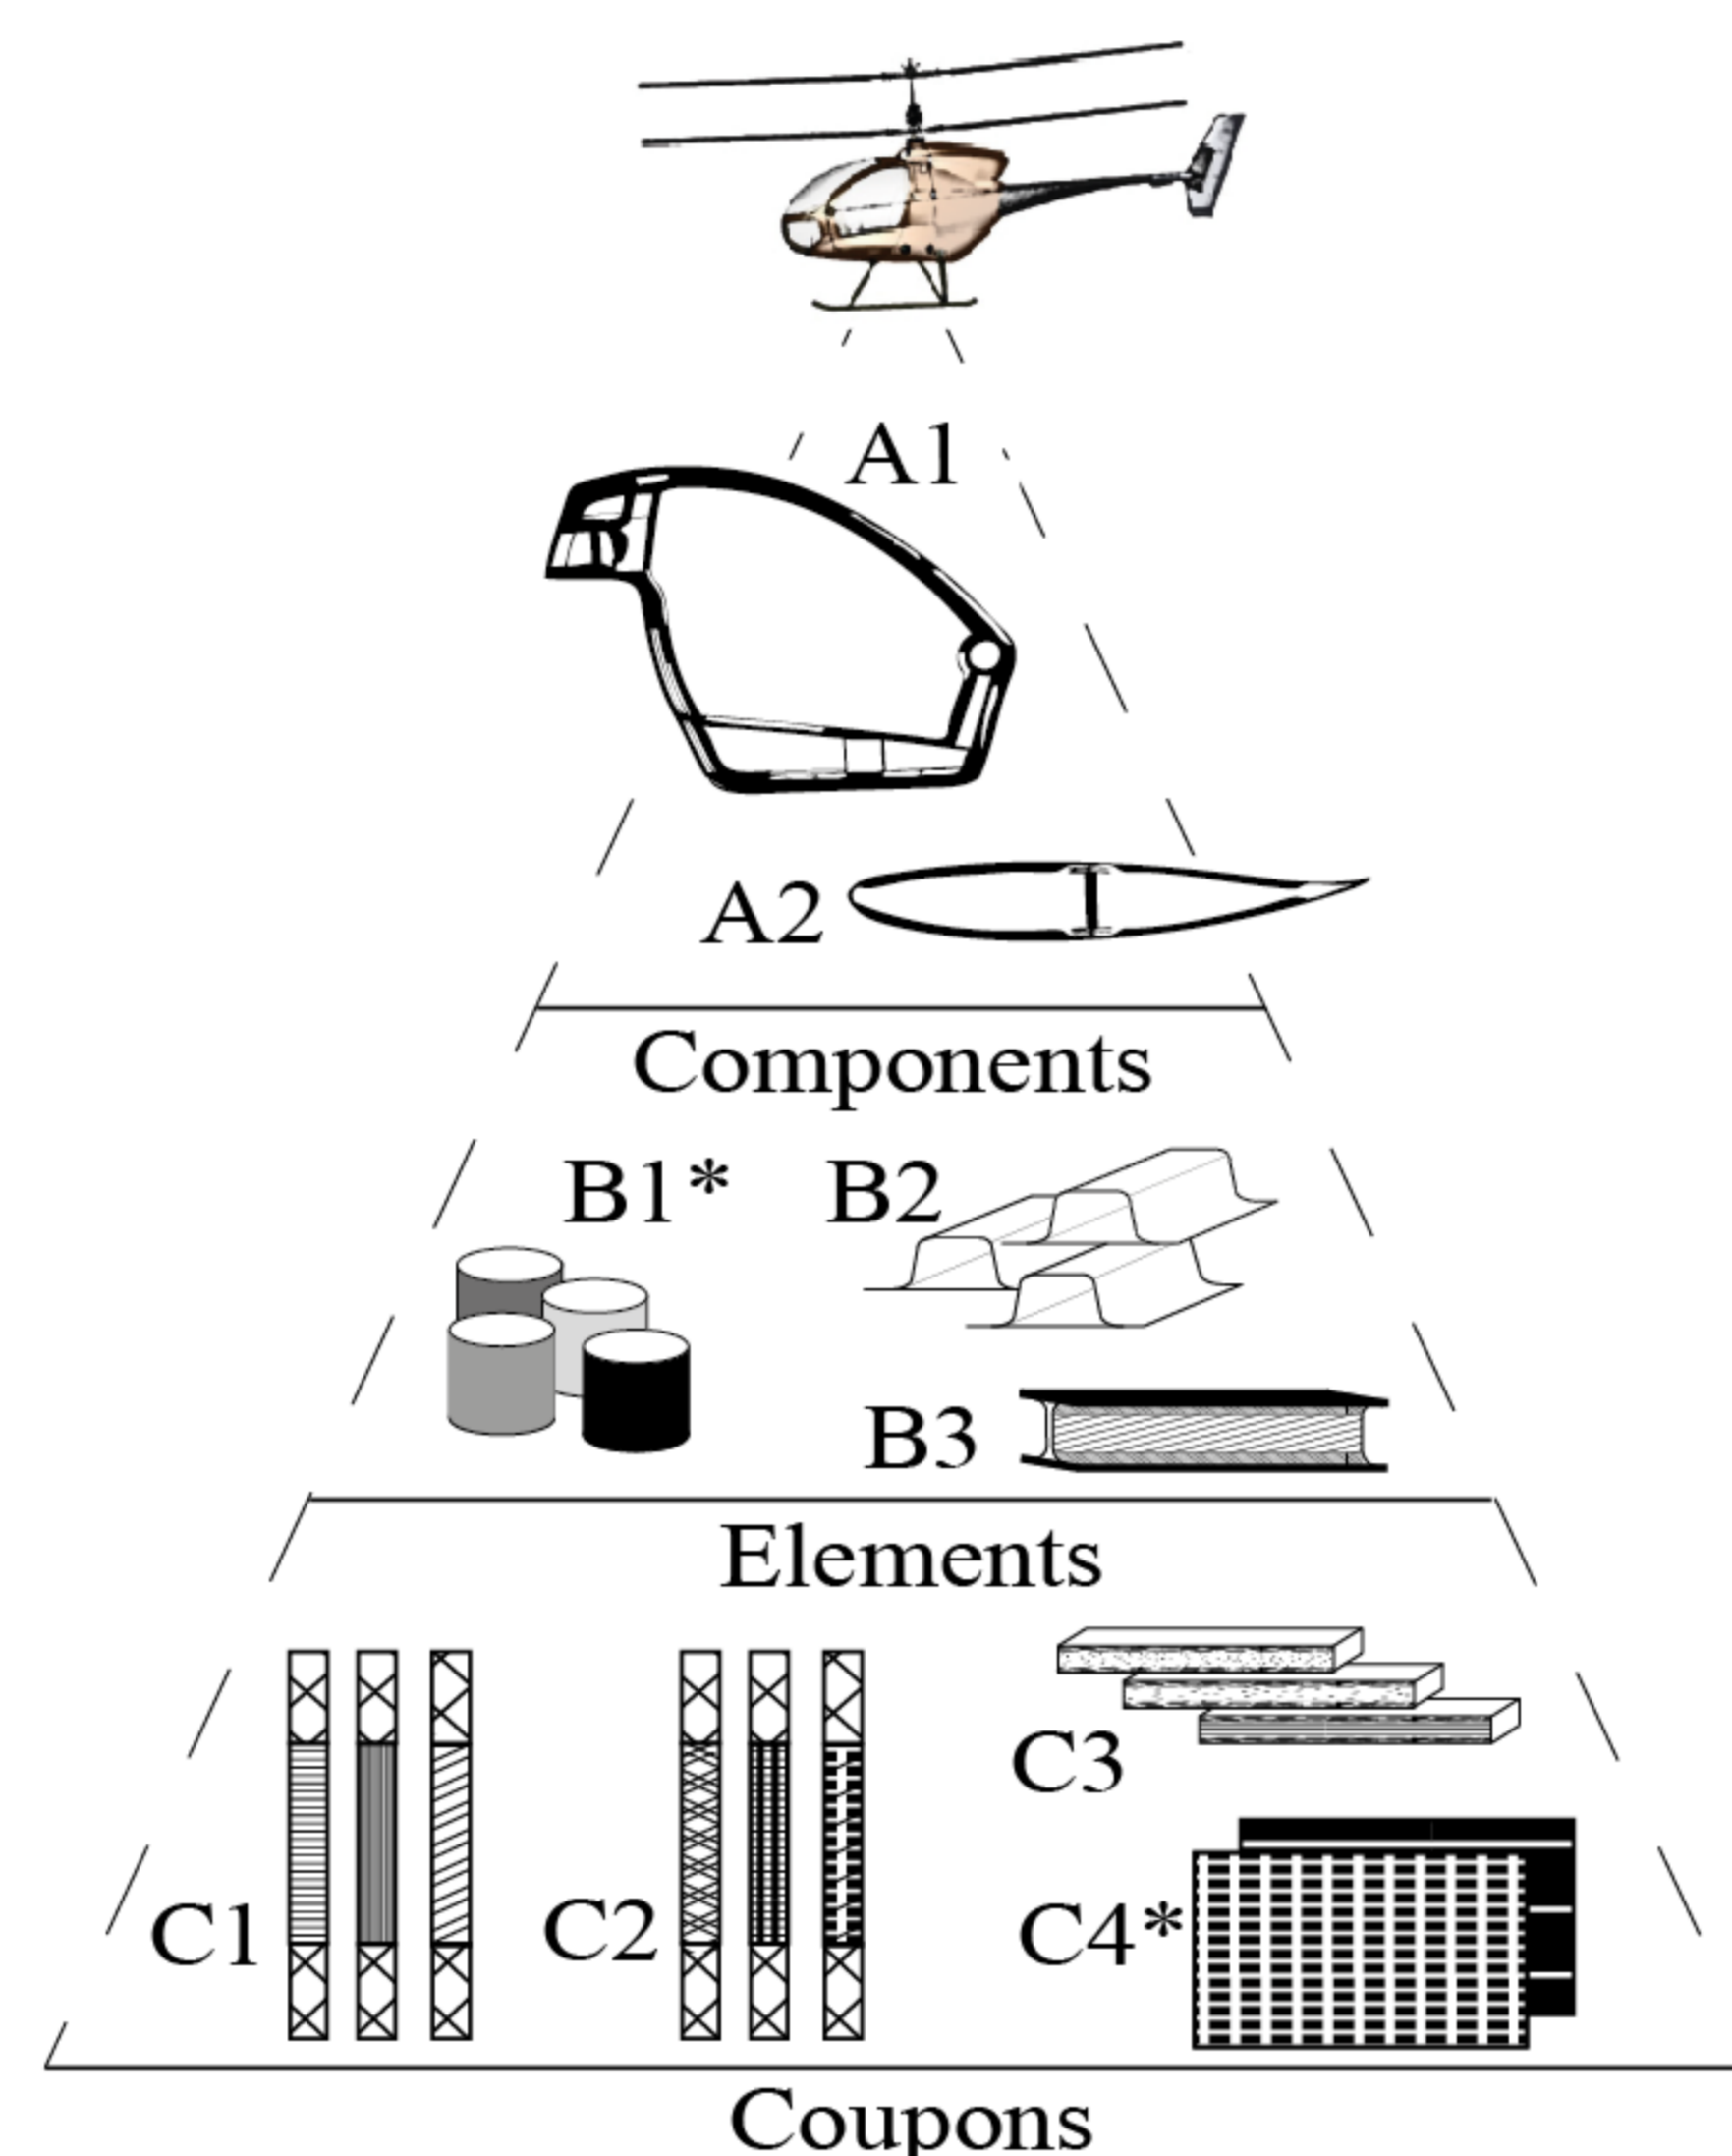 A1
A2
Components
B1* B2
B3
Elements
C3
C1 C2 C4*
Coupons